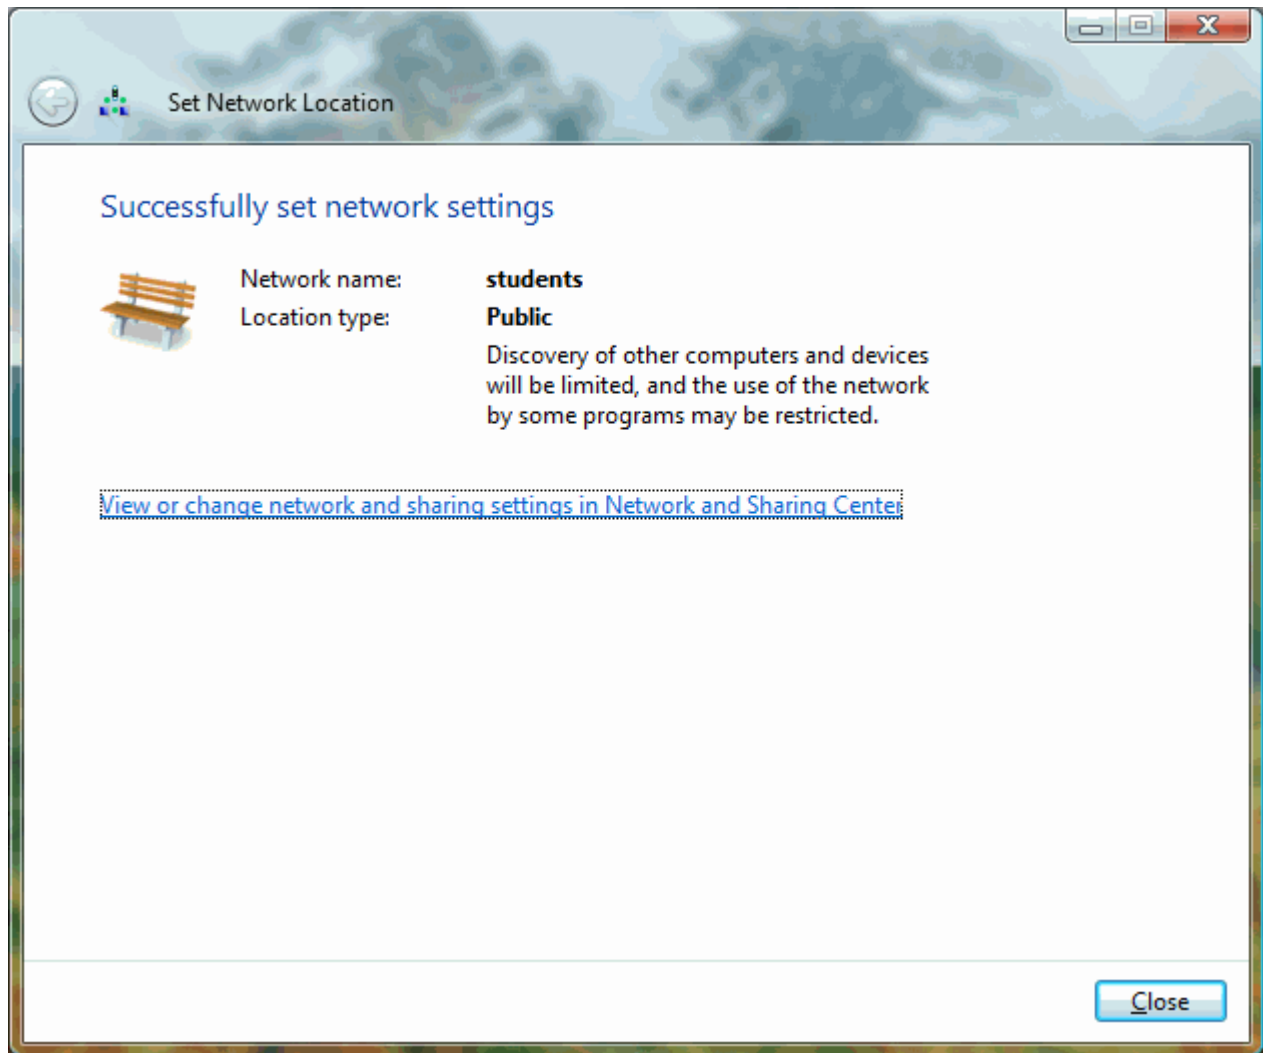 Set Network Location
Successfully set network settings
Network name: students
Location type: Public
Discovery of other computers and devices
will be limited, and the use of the network
by some programs may be restricted.
View or change network and sharing settings in Network and Sharing Center
Close